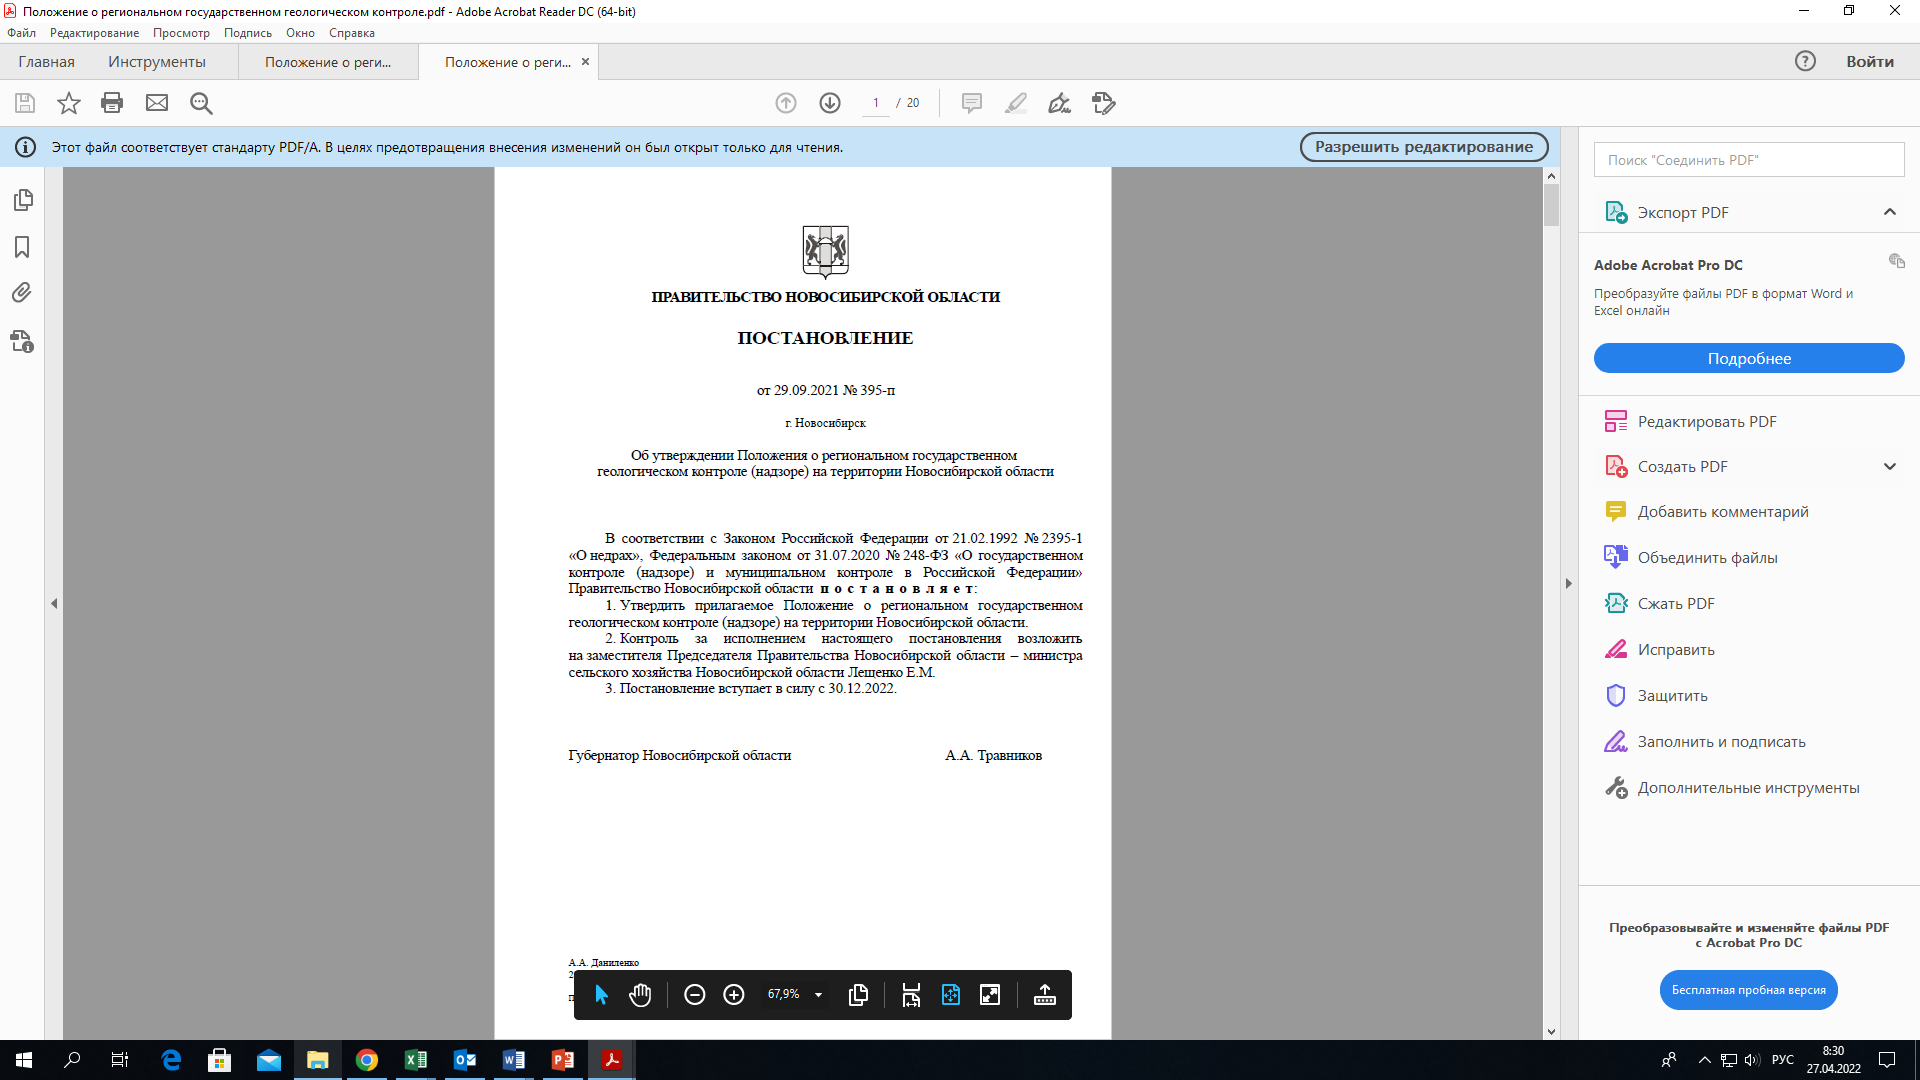 Положение о региональном государственном геологическом контроле.pdf - Adobe Acrobat Reader DC (64-bit)
Файл Редактирование Просмотр Подпись Окно Справка
Главная Инструменты Положение о реги... Положение о реги... Войти
1 / 20
Этот файл соответствует стандарту PDF/A. В целях предотвращения внесения изменений он был открыт только для чтения. Разрешить редактирование
ПРАВИТЕЛЬСТВО НОВОСИБИРСКОЙ ОБЛАСТИ
ПОСТАНОВЛЕНИЕ
от 29.09.2021 № 395-п
г. Новосибирск
Об утверждении Положения о региональном государственном
геологическом контроле (надзоре) на территории Новосибирской области
В соответствии с Законом Российской Федерации от 21.02.1992 № 2395-1
«О недрах», Федеральным законом от 31.07.2020 № 248-ФЗ «О государственном
контроле (надзоре) и муниципальном контроле в Российской Федерации»
Правительство Новосибирской области п о с т а н о в л я е т:
1. Утвердить прилагаемое Положение о региональном государственном
геологическом контроле (надзоре) на территории Новосибирской области.
2. Контроль за исполнением настоящего постановления возложить
на заместителя Председателя Правительства Новосибирской области – министра
сельского хозяйства Новосибирской области Лещенко Е.М.
3. Постановление вступает в силу с 30.12.2022.
Губернатор Новосибирской области А.А. Травников
А.А. Даниленко
67,9%
Поиск "Соединить PDF"
Экспорт PDF
Adobe Acrobat Pro DC
Преобразуйте файлы PDF в формат Word и
Excel онлайн
Подробнее
Редактировать PDF
Создать PDF
Добавить комментарий
Объединить файлы
Сжать PDF
Исправить
Защитить
Заполнить и подписать
Дополнительные инструменты
Преобразовывайте и изменяйте файлы PDF
с Acrobat Pro DC
Бесплатная пробная версия
РУС
8:30
27.04.2022